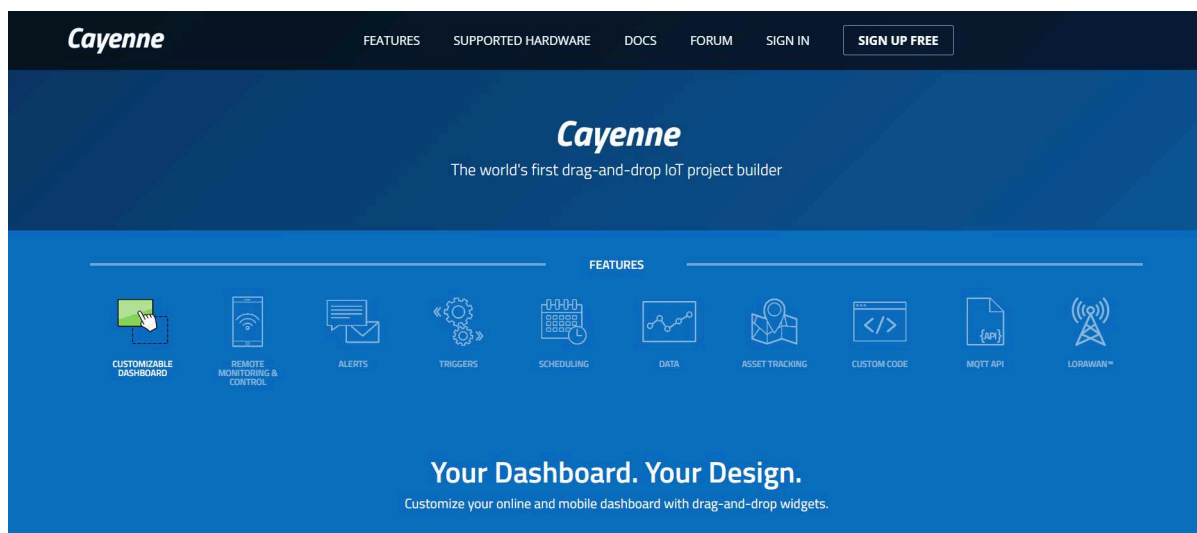 Cayenne
FEATURES SUPPORTED HARDWARE DOCS FORUM SIGN IN SIGN UP FREE
Cayenne
The world's first drag-and-drop IoT project builder
FEATURES
CUSTOMIZABLE
DASHBOARD
REMOTE
MONITORING &
CONTROL
ALERTS
TRIGGERS
SCHEDULING
DATA
ASSET TRACKING
</>
CUSTOM CODE
{API}
MQTT API
LORAWAN™
Your Dashboard. Your Design.
Customize your online and mobile dashboard with drag-and-drop widgets.